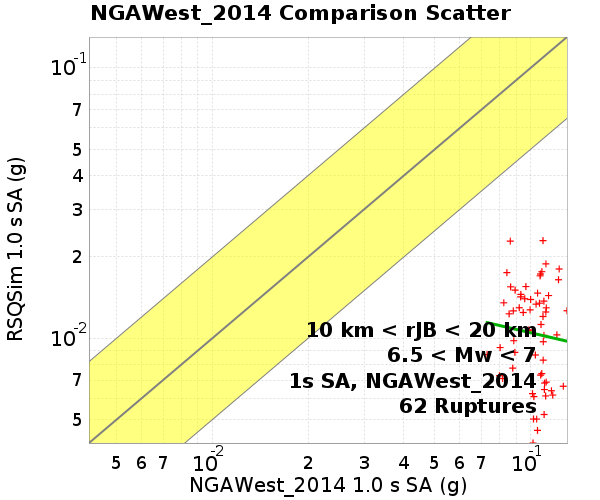 NGAWest_2014 Comparison Scatter
RSQSim 1.0 s SA (g)
10⁻¹
7
5
4
3
2
10⁻²
7
5
10 km < rJB < 20 km
6.5 < Mw < 7
1s SA, NGAWest_2014
62 Ruptures
5 6 7 10⁻² 2 3 4 5 6 7 10⁻¹
NGAWest_2014 1.0 s SA (g)